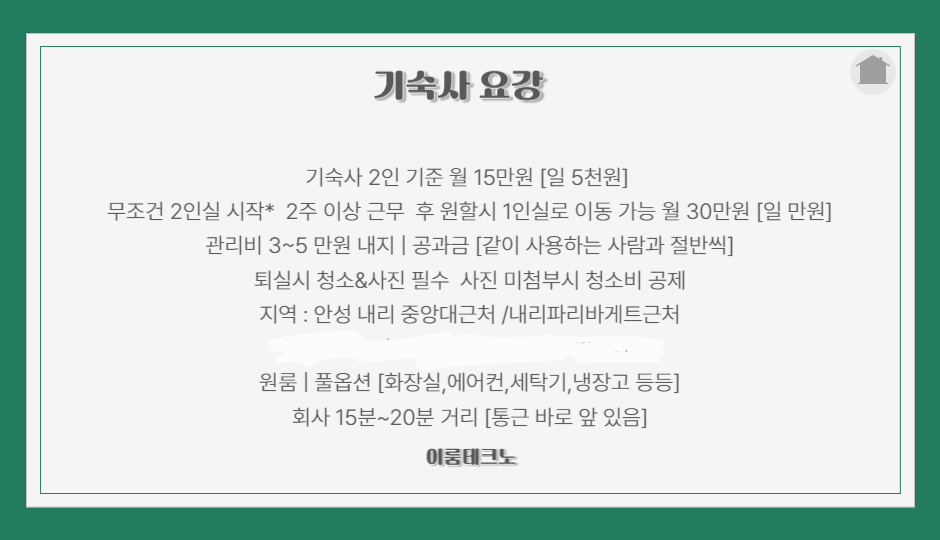 기숙사 요강
기숙사 2인 기준 월 15만원 [일 5천원]
무조건 2인실 시작* 2주 이상 근무 후 원할시 1인실로 이동 가능 월 30만원 [일 만원]
관리비 3~5 만원 내지 | 공과금 [같이 사용하는 사람과 절반씩]
퇴실시 청소&사진 필수 사진 미첨부시 청소비 공제
지역 : 안성 내리 중앙대근처 /내리파리바게트근처
원룸 | 풀옵션 [화장실,에어컨,세탁기,냉장고 등등]
회사 15분~20분 거리 [통근 바로 앞 있음]
이룸테크노